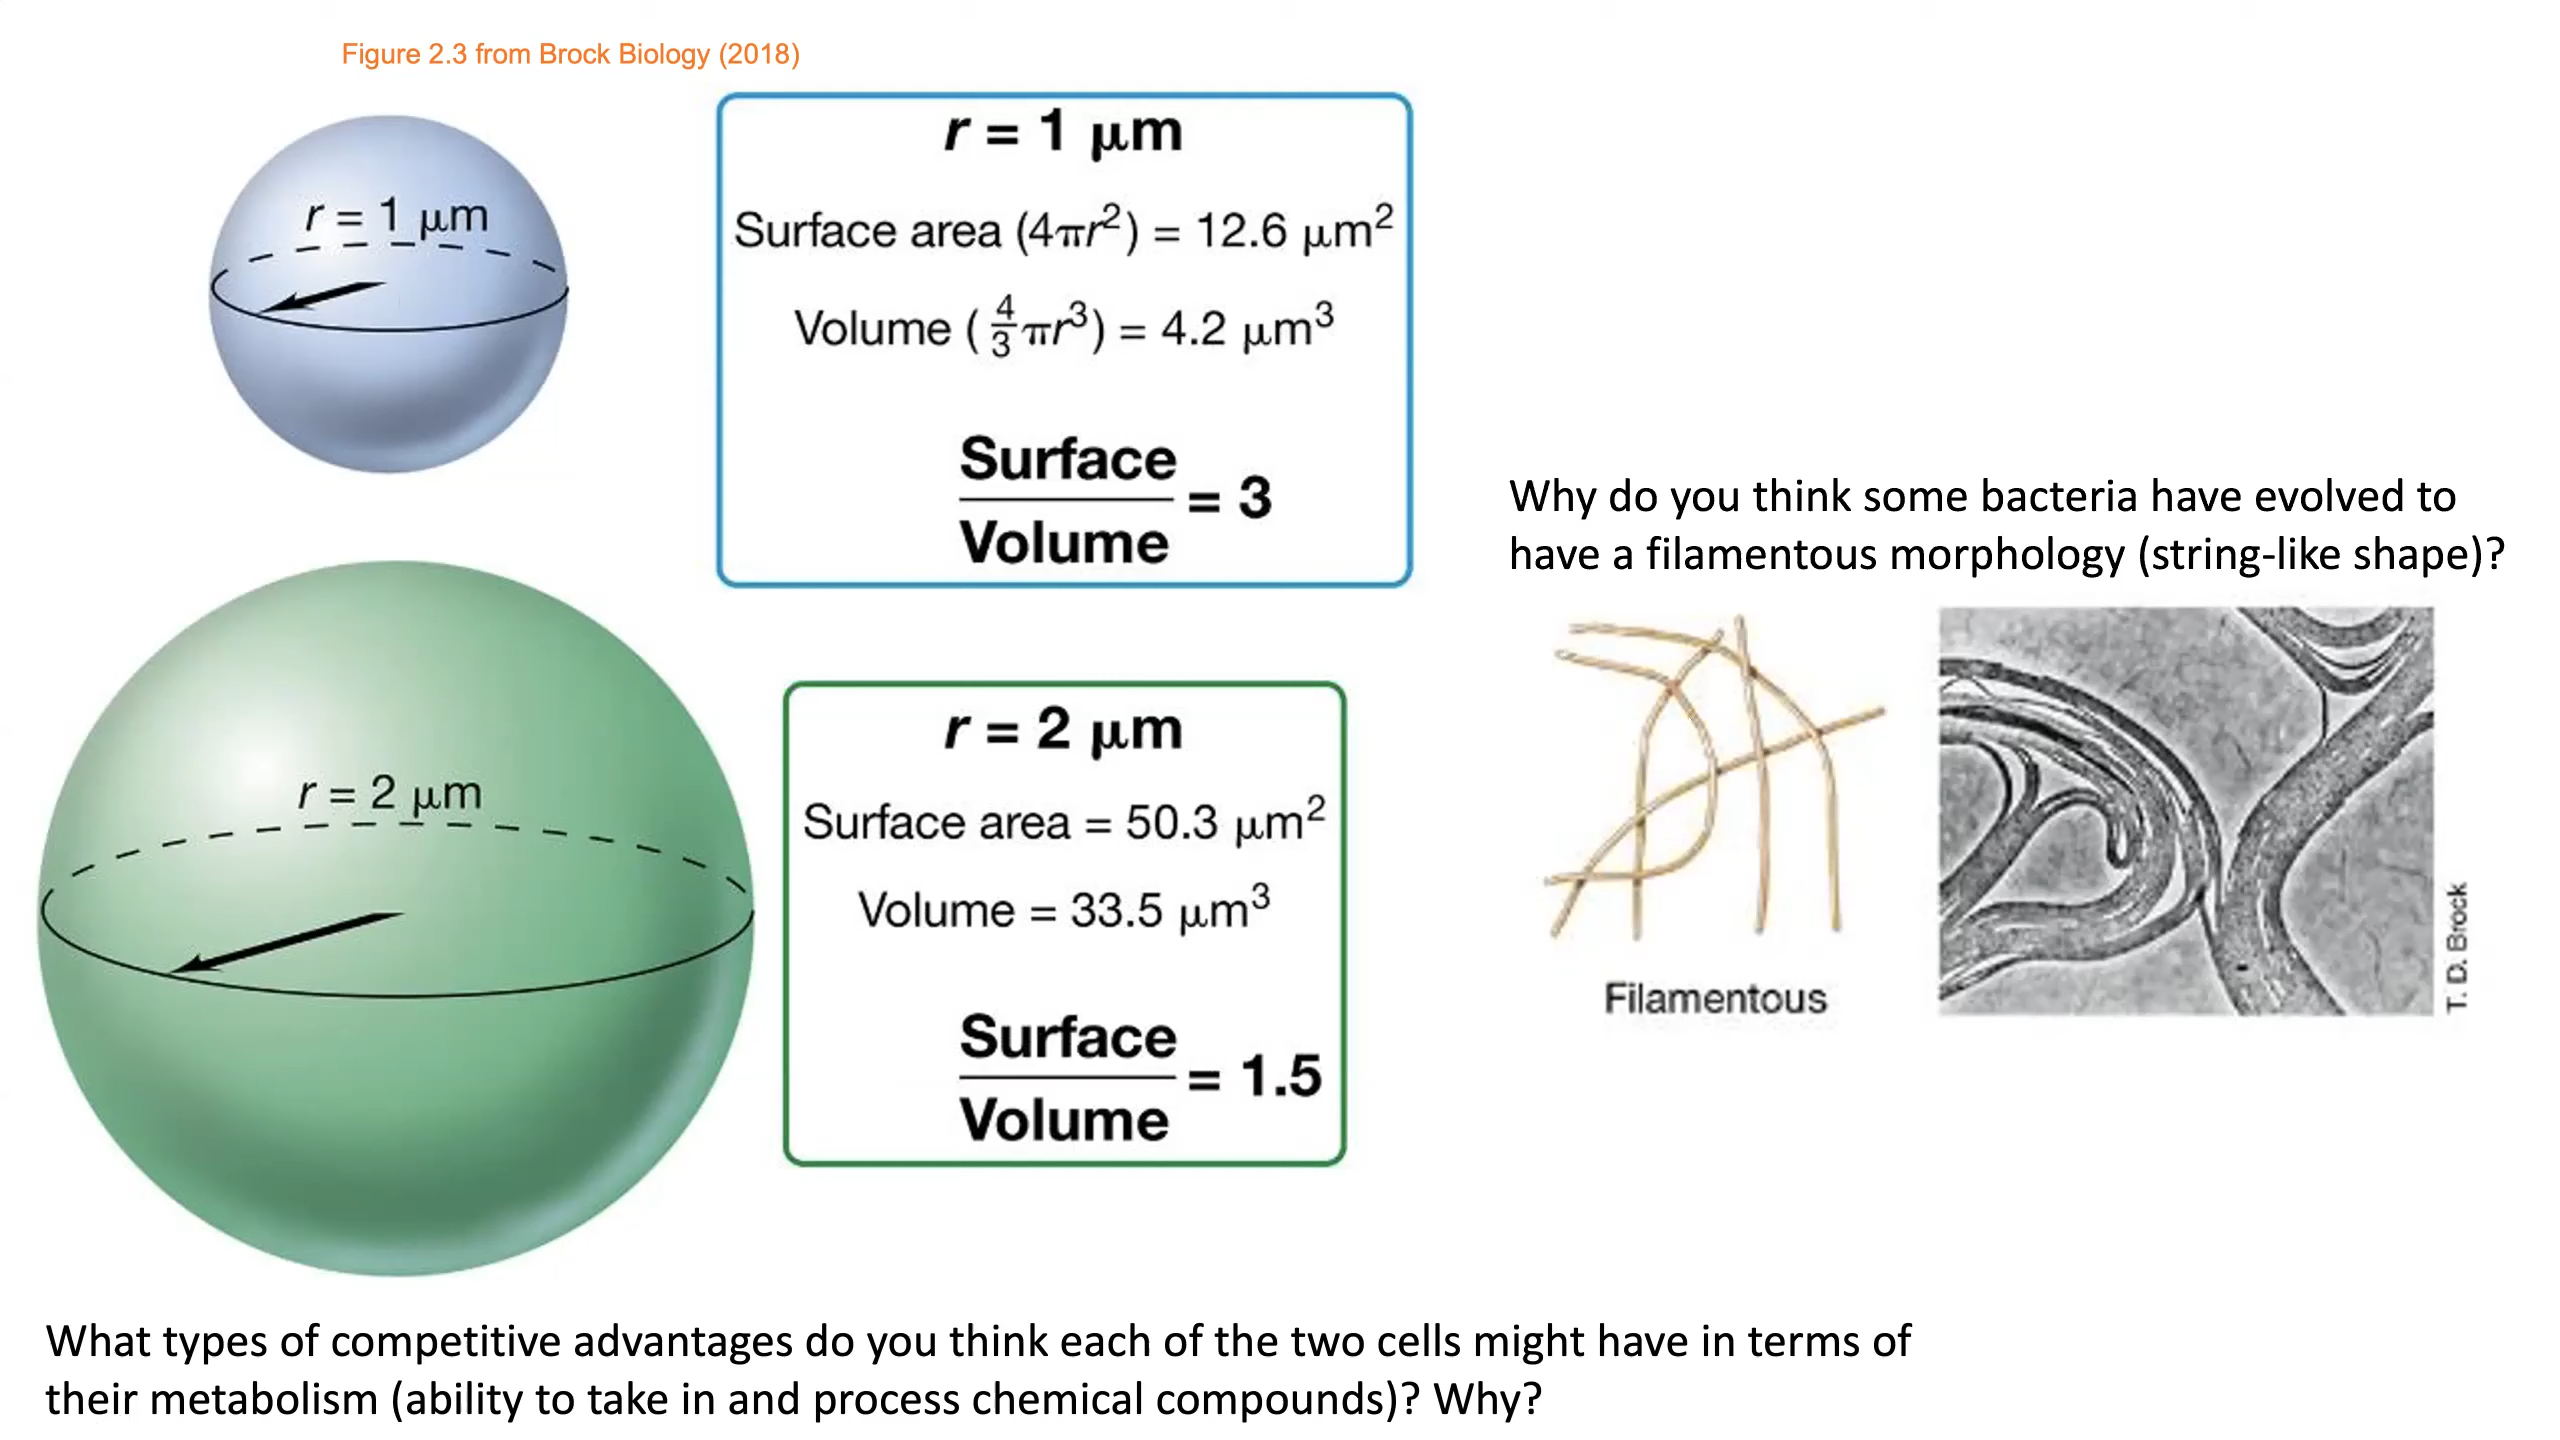 Figure 2.3 from Brock Biology (2018)
r = 1 μm
r = 1 μm
Surface area (4πr²) = 12.6 μm²
Volume (4/3 πr³) = 4.2 μm³
Surface
Volume
= 3
r = 2 μm
r = 2 μm
Surface area = 50.3 μm²
Volume = 33.5 μm³
Surface
Volume
= 1.5
Why do you think some bacteria have evolved to
have a filamentous morphology (string-like shape)?
Filamentous
T. D. Brock
What types of competitive advantages do you think each of the two cells might have in terms of
their metabolism (ability to take in and process chemical compounds)? Why?